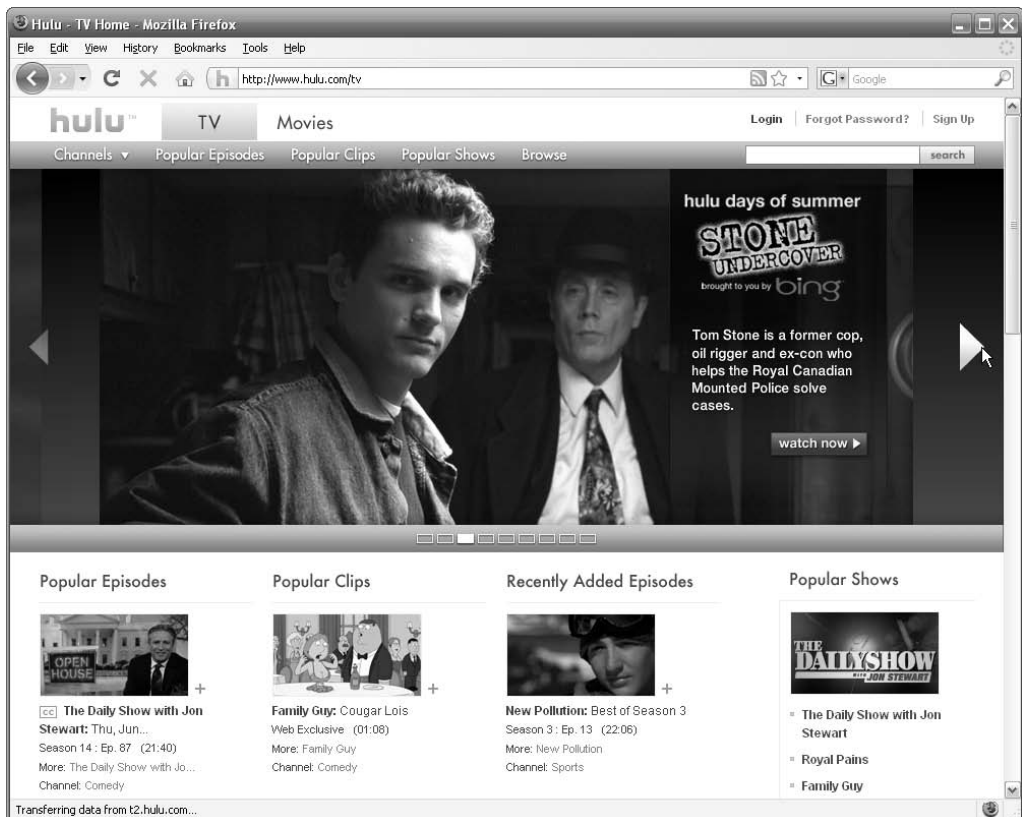 Hulu - TV Home - Mozilla Firefox
File Edit View History Bookmarks Tools Help
h http://www.hulu.com/tv G Google
hulu™ TV Movies Login Forgot Password? Sign Up
Channels Popular Episodes Popular Clips Popular Shows Browse search
hulu days of summer
STONE
UNDERCOVER
brought to you by bing
Tom Stone is a former cop,
oil rigger and ex-con who
helps the Royal Canadian
Mounted Police solve
cases.
watch now
Popular Episodes
OPEN
HOUSE
cc The Daily Show with Jon
Stewart: Thu, Jun...
Season 14 : Ep. 87 (21:40)
More: The Daily Show with Jo...
Channel: Comedy
Popular Clips
Family Guy: Cougar Lois
Web Exclusive (01:08)
More: Family Guy
Channel: Comedy
Recently Added Episodes
New Pollution: Best of Season 3
Season 3 : Ep. 13 (22:06)
More: New Pollution
Channel: Sports
Popular Shows
THE
DAILY SHOW
WITH JON STEWART
The Daily Show with Jon
Stewart
Royal Pains
Family Guy
Transferring data from t2.hulu.com...